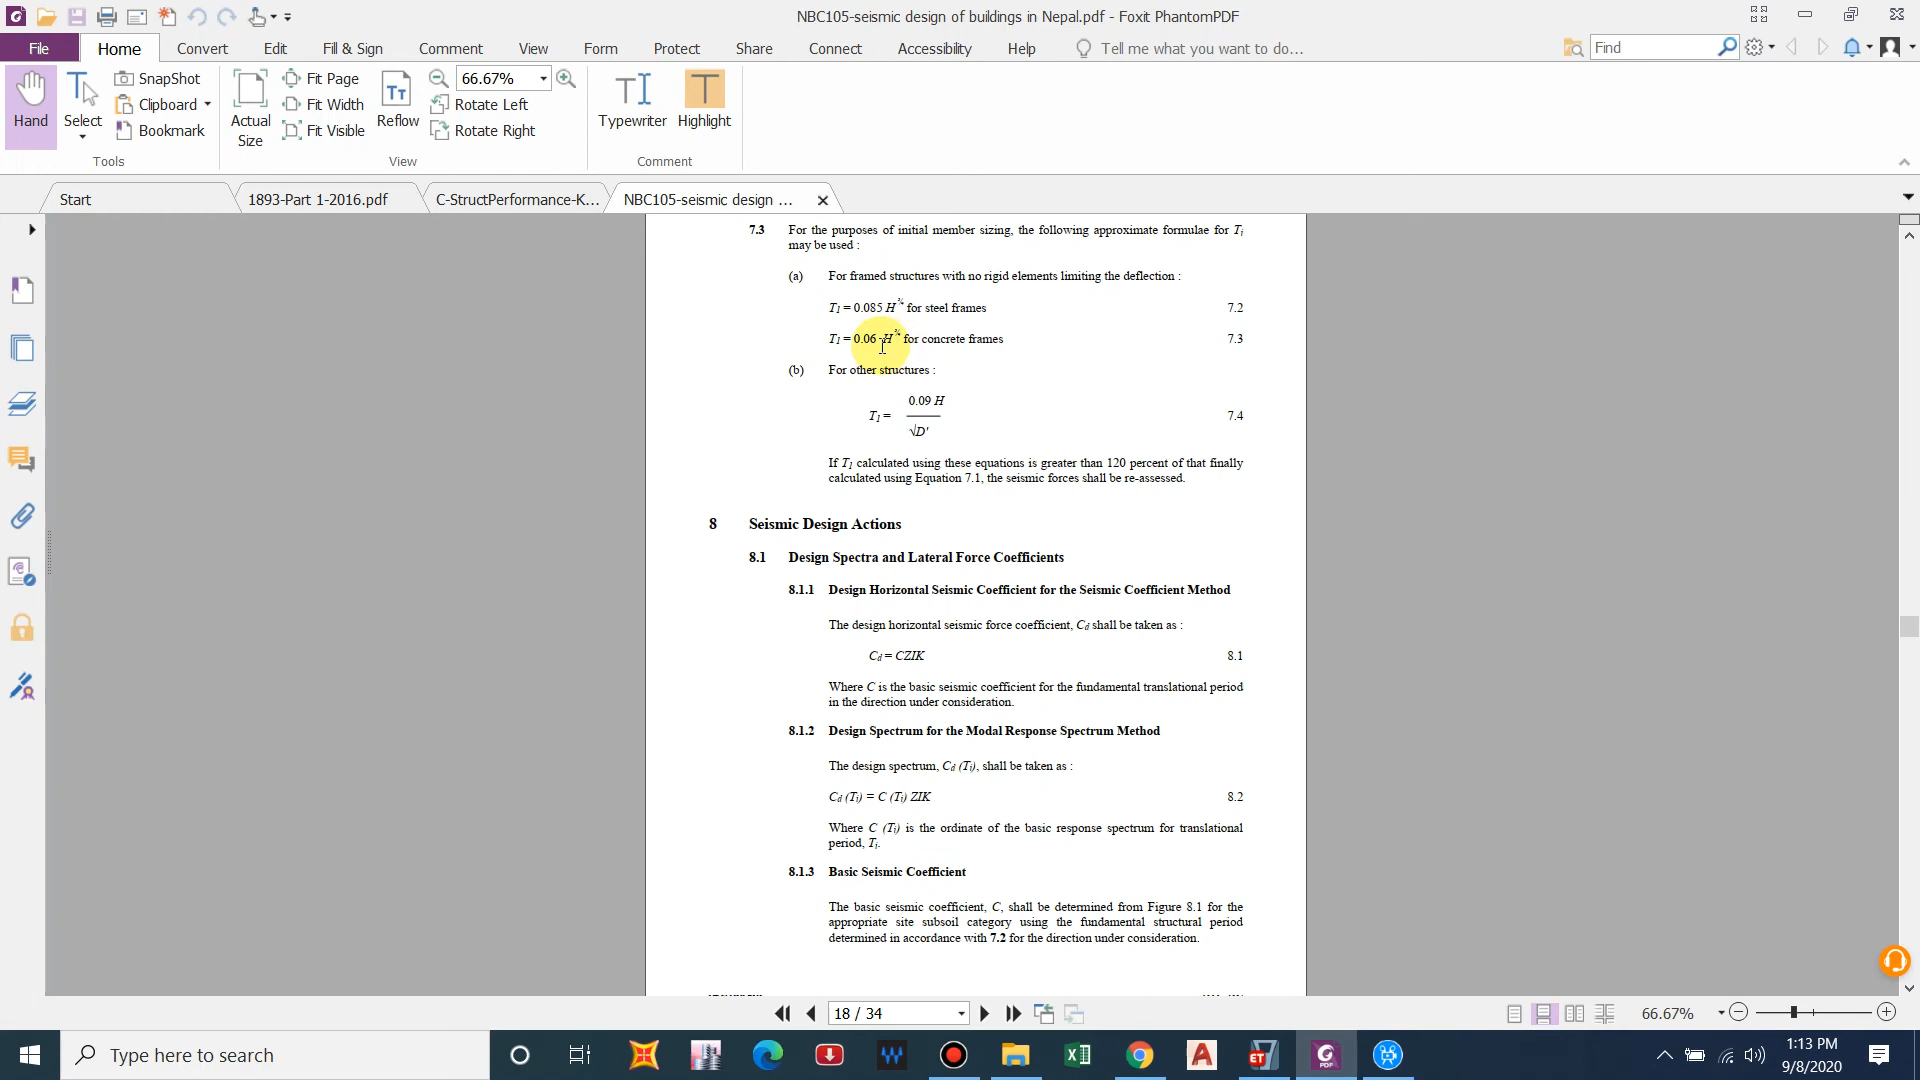 NBC105-seismic design of buildings in Nepal.pdf - Foxit PhantomPDF
File Home Convert Edit Fill & Sign Comment View Form Protect Share Connect Accessibility Help Tell me what you want to do... Find
Hand Select SnapShot Clipboard Bookmark
Actual Size Fit Page Fit Width Fit Visible Reflow 66.67% Rotate Left Rotate Right
Typewriter Highlight
Tools View Comment
Start 1893-Part 1-2016.pdf C-StructPerformance-K... NBC105-seismic design ...
7.3 For the purposes of initial member sizing, the following approximate formulae for Ti
may be used :
(a) For framed structures with no rigid elements limiting the deflection :
T1 = 0.085 H¾ for steel frames 7.2
T1 = 0.06 H¾ for concrete frames 7.3
(b) For other structures :
0.09 H
T1 = 7.4
√D'
If T1 calculated using these equations is greater than 120 percent of that finally
calculated using Equation 7.1, the seismic forces shall be re-assessed.
8 Seismic Design Actions
8.1 Design Spectra and Lateral Force Coefficients
8.1.1 Design Horizontal Seismic Coefficient for the Seismic Coefficient Method
The design horizontal seismic force coefficient, Cd shall be taken as :
Cd = CZIK 8.1
Where C is the basic seismic coefficient for the fundamental translational period
in the direction under consideration.
8.1.2 Design Spectrum for the Modal Response Spectrum Method
The design spectrum, Cd (Ti), shall be taken as :
Cd (Ti) = C (Ti) ZIK 8.2
Where C (Ti) is the ordinate of the basic response spectrum for translational
period, Ti.
8.1.3 Basic Seismic Coefficient
The basic seismic coefficient, C, shall be determined from Figure 8.1 for the
appropriate site subsoil category using the fundamental structural period
determined in accordance with 7.2 for the direction under consideration.
18 / 34 66.67%
Type here to search
1:13 PM
9/8/2020